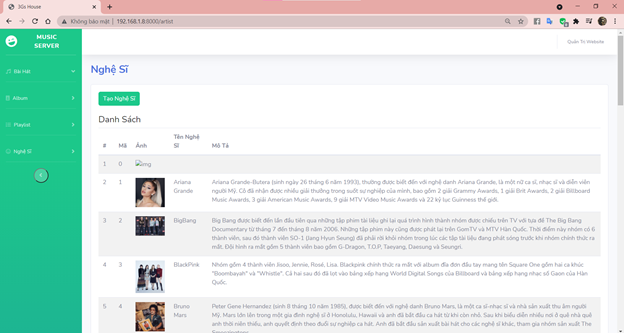 3Gs House
Không bảo mật | 192.168.1.8:8000/artist
MUSIC
SERVER
Quản Trị Website
Bài Hát
Album
Playlist
Nghệ Sĩ
Nghệ Sĩ
Tạo Nghệ Sĩ
Danh Sách
# Mã Ảnh Tên Nghệ Sĩ Mô Tả
1 0 img
2 1 Ariana Grande Ariana Grande-Butera (sinh ngày 26 tháng 6 năm 1993), thường được biết đến với nghệ danh Ariana Grande, là một nữ ca sĩ, nhạc sĩ và diễn viên
người Mỹ. Cô đã nhận được nhiều giải thưởng trong suốt sự nghiệp của mình, bao gồm 2 giải Grammy Awards, 1 giải Brit Awards, 2 giải Billboard
Music Awards, 3 giải American Music Awards, 9 giải MTV Video Music Awards và 22 kỷ lục Guinness thế giới.
3 2 BigBang Big Bang được biết đến lần đầu tiên qua những tập phim tài liệu ghi lại quá trình hình thành nhóm được chiếu trên TV với tựa đề The Big Bang
Documentary từ tháng 7 đến tháng 8 năm 2006. Những tập phim này cũng được phát lại trên GomTV và MTV Hàn Quốc. Thời điểm này nhóm có 6
thành viên, sau đó thành viên SO-1 (Jang Hyun Seung) đã phải rời khỏi nhóm trong lúc các tập tài liệu đang phát sóng trước khi nhóm chính thức ra
mắt. Đội hình ra mắt gồm 5 thành viên bao gồm G-Dragon, T.O.P, Taeyang, Daesung và Seungri.
4 3 BlackPink Nhóm gồm 4 thành viên Jisoo, Jennie, Rosé, Lisa. Blackpink chính thức ra mắt với album đĩa đơn đầu tay mang tên Square One gồm hai ca khúc
"Boombayah" và "Whistle". Cả hai sau đó đã lọt vào bảng xếp hạng World Digital Songs của Billboard và bảng xếp hạng nhạc số Gaon của Hàn
Quốc.
5 4 Bruno Mars Peter Gene Hernandez (sinh 8 tháng 10 năm 1985), được biết đến với nghệ danh Bruno Mars, là một ca sĩ-nhạc sĩ và nhà sản xuất thu âm người
Mỹ. Mars lớn lên trong một gia đình nghệ sĩ ở Honolulu, Hawaii và anh đã bắt đầu ca hát từ khi còn nhỏ. Sau khi biểu diễn nhiều nơi ở quê nhà quê
anh thời niên thiếu, anh quyết định theo đuổi sự nghiệp ca hát. Anh đã bắt đầu sản xuất bài hát cho các nghệ sĩ khác, tham gia nhóm sản xuất